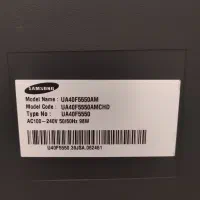 SAMSUNG
Model Name : UA40F5550AM
Model Code : UA40F5550AMCHD
Type No : UA40F5550
AC100 - 240V 50/60Hz 98W